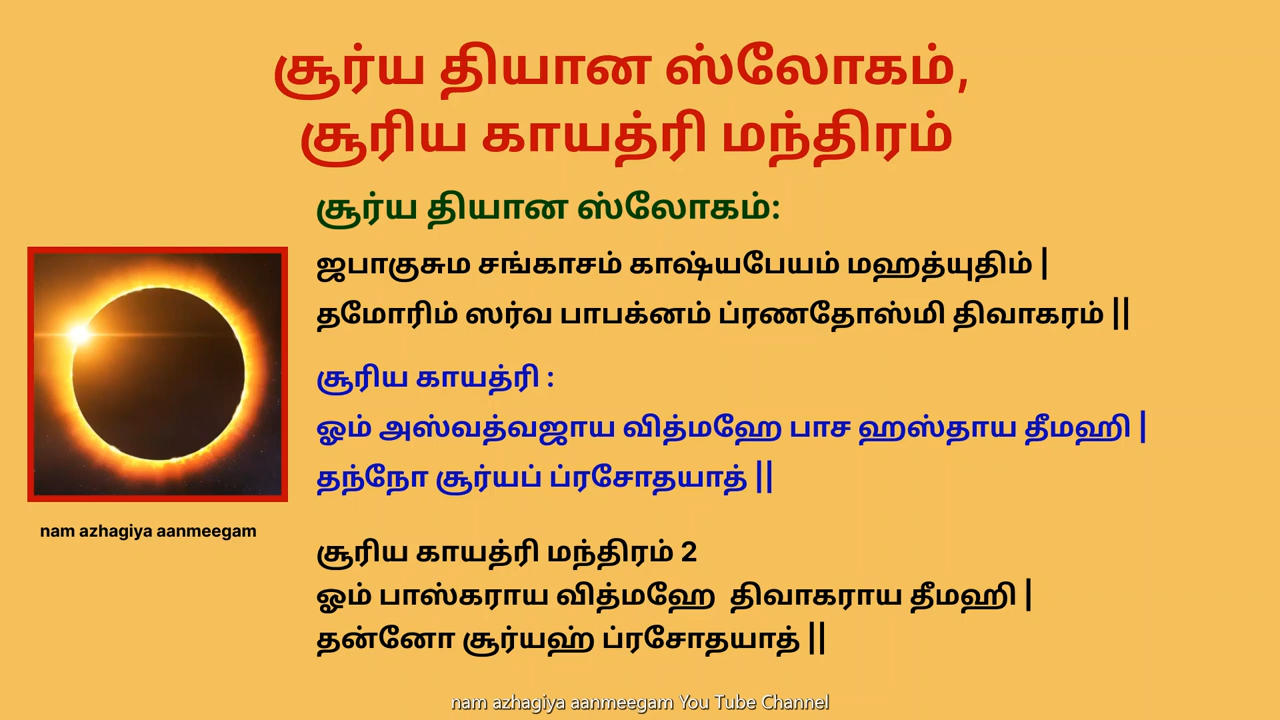 சூர்ய தியான ஸ்லோகம்,
சூரிய காயத்ரி மந்திரம்
சூர்ய தியான ஸ்லோகம்:
ஜபாகுசும சங்காசம் காஷ்யபேயம் மஹத்யுதிம் |
தமோரிம் ஸர்வ பாபக்னம் ப்ரணதோஸ்மி திவாகரம் ||
சூரிய காயத்ரி :
ஓம் அஸ்வத்வஜாய வித்மஹே பாச ஹஸ்தாய தீமஹி |
தந்நோ சூர்யப் ப்ரசோதயாத் ||
nam azhagiya aanmeegam
சூரிய காயத்ரி மந்திரம் 2
ஓம் பாஸ்கராய வித்மஹே திவாகராய தீமஹி |
தன்னோ சூர்யஹ் ப்ரசோதயாத் ||
nam azhagiya aanmeegam You Tube Channel